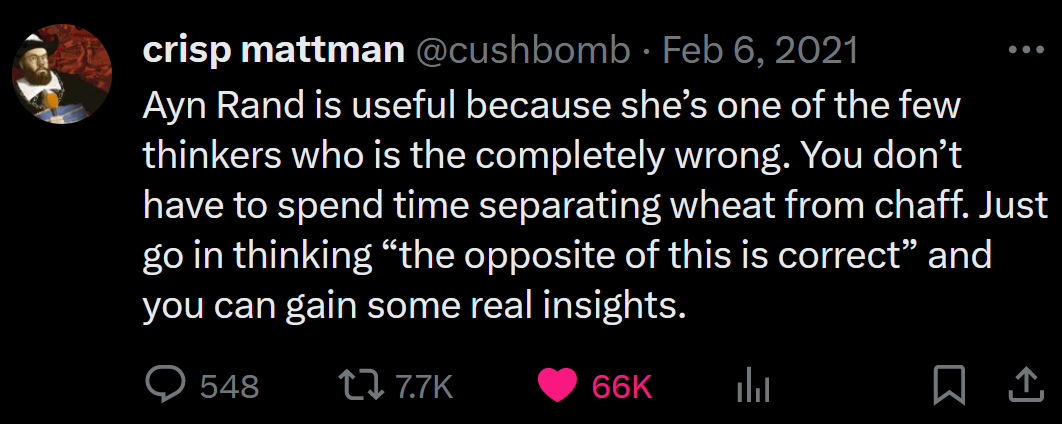 crisp mattman @cushbomb · Feb 6, 2021
Ayn Rand is useful because she’s one of the few
thinkers who is the completely wrong. You don’t
have to spend time separating wheat from chaff. Just
go in thinking “the opposite of this is correct” and
you can gain some real insights.
548 7.7K 66K